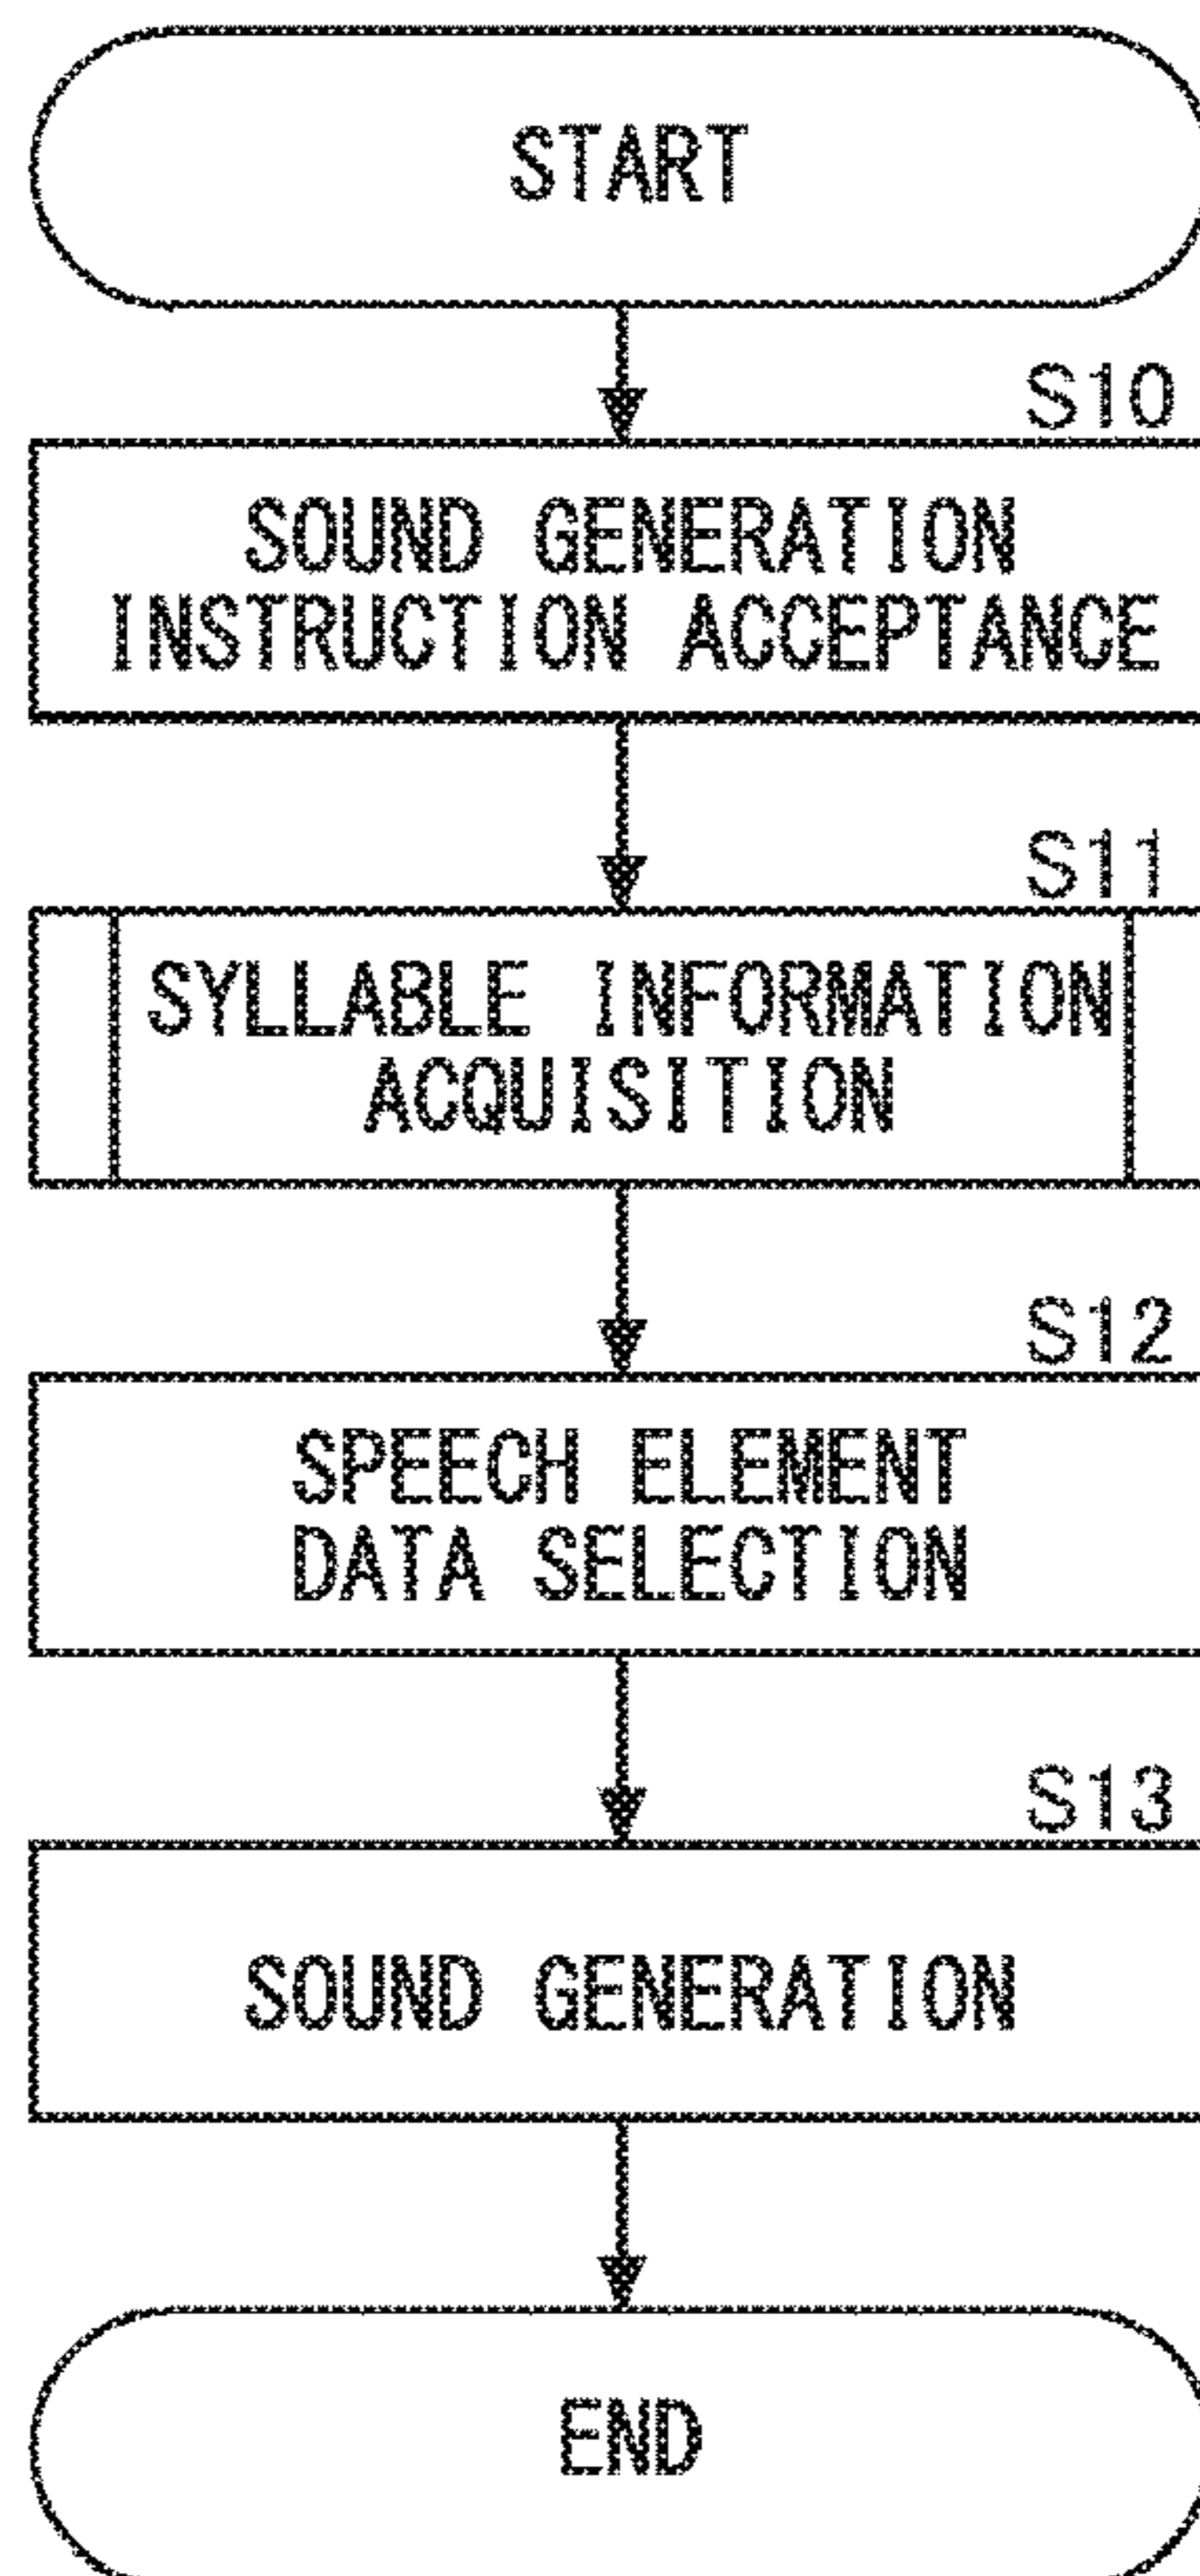 START
S10
SOUND GENERATION
INSTRUCTION ACCEPTANCE
S11
SYLLABLE INFORMATION
ACQUISITION
S12
SPEECH ELEMENT
DATA SELECTION
S13
SOUND GENERATION
END